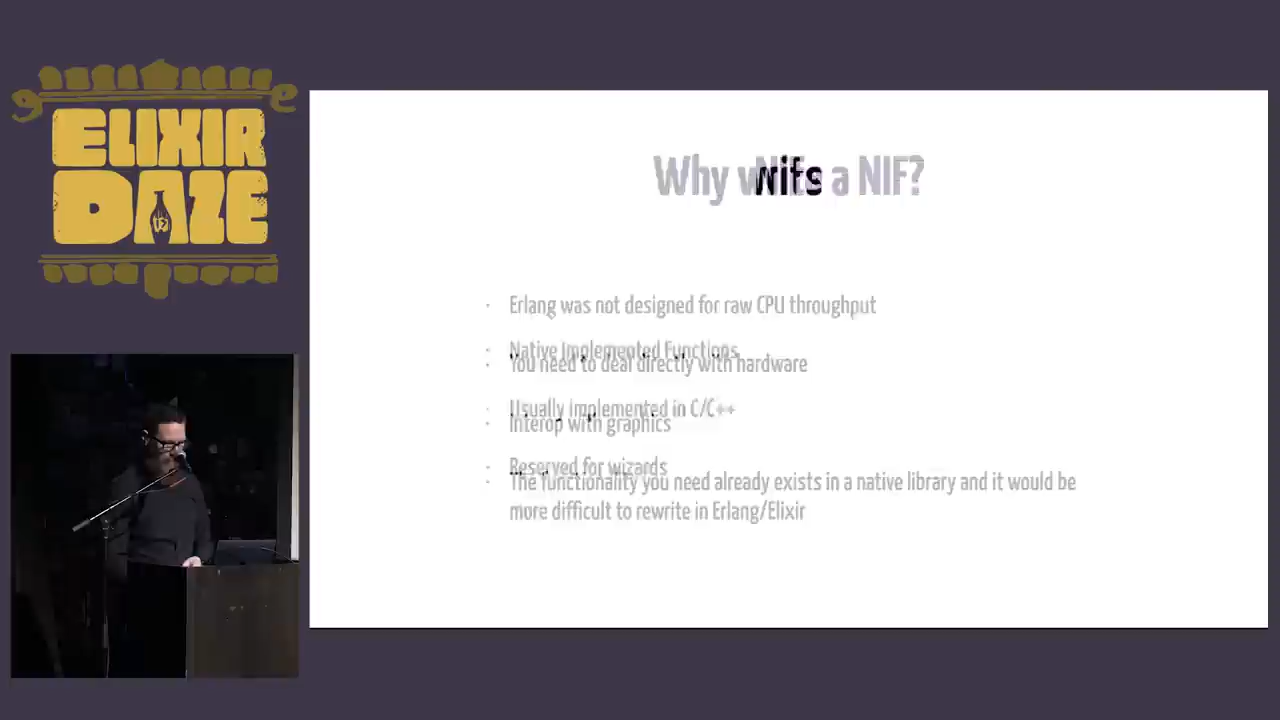 ELIXIR
DAZE
Why write a NIF?
NIFs
· Erlang was not designed for raw CPU throughput
· Native Implemented Functions
· You need to deal directly with hardware
· Usually implemented in C/C++
· Interop with graphics
· Reserved for wizards
· The functionality you need already exists in a native library and it would be
more difficult to rewrite in Erlang/Elixir